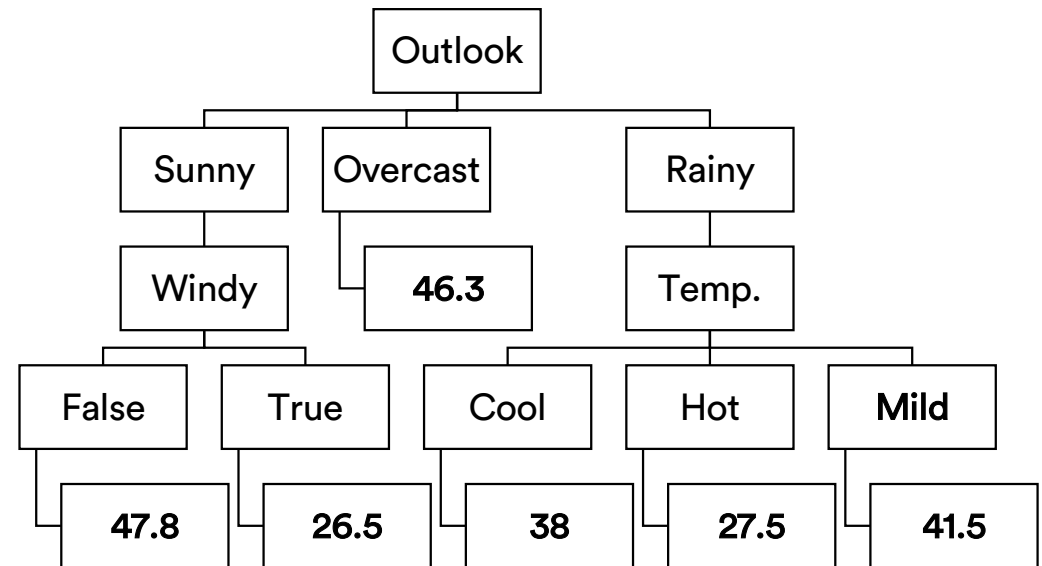 Outlook
Sunny
Overcast
Rainy
Windy
46.3
Temp.
False
True
Cool
Hot
Mild
47.8
26.5
38
27.5
41.5